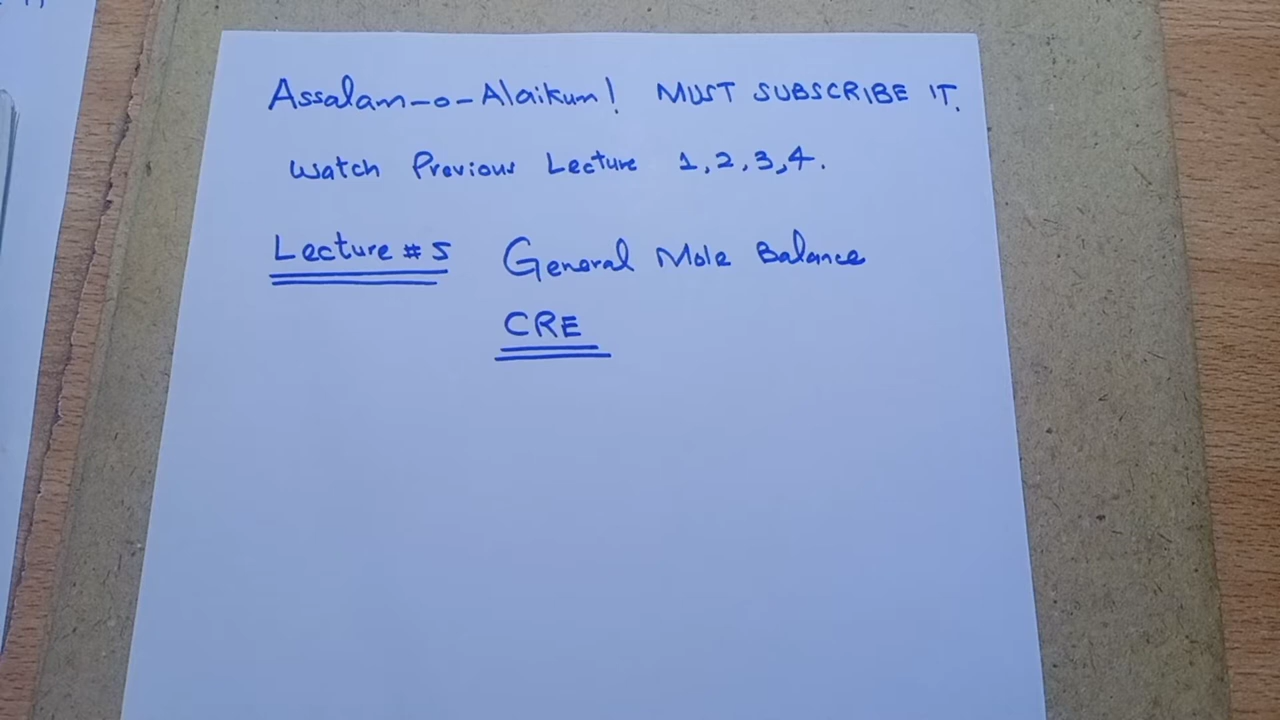 Assalam-o-Alaikum! MUST SUBSCRIBE IT.
Watch Previous Lecture 1,2,3,4.
Lecture # 5 General Mole Balance
CRE